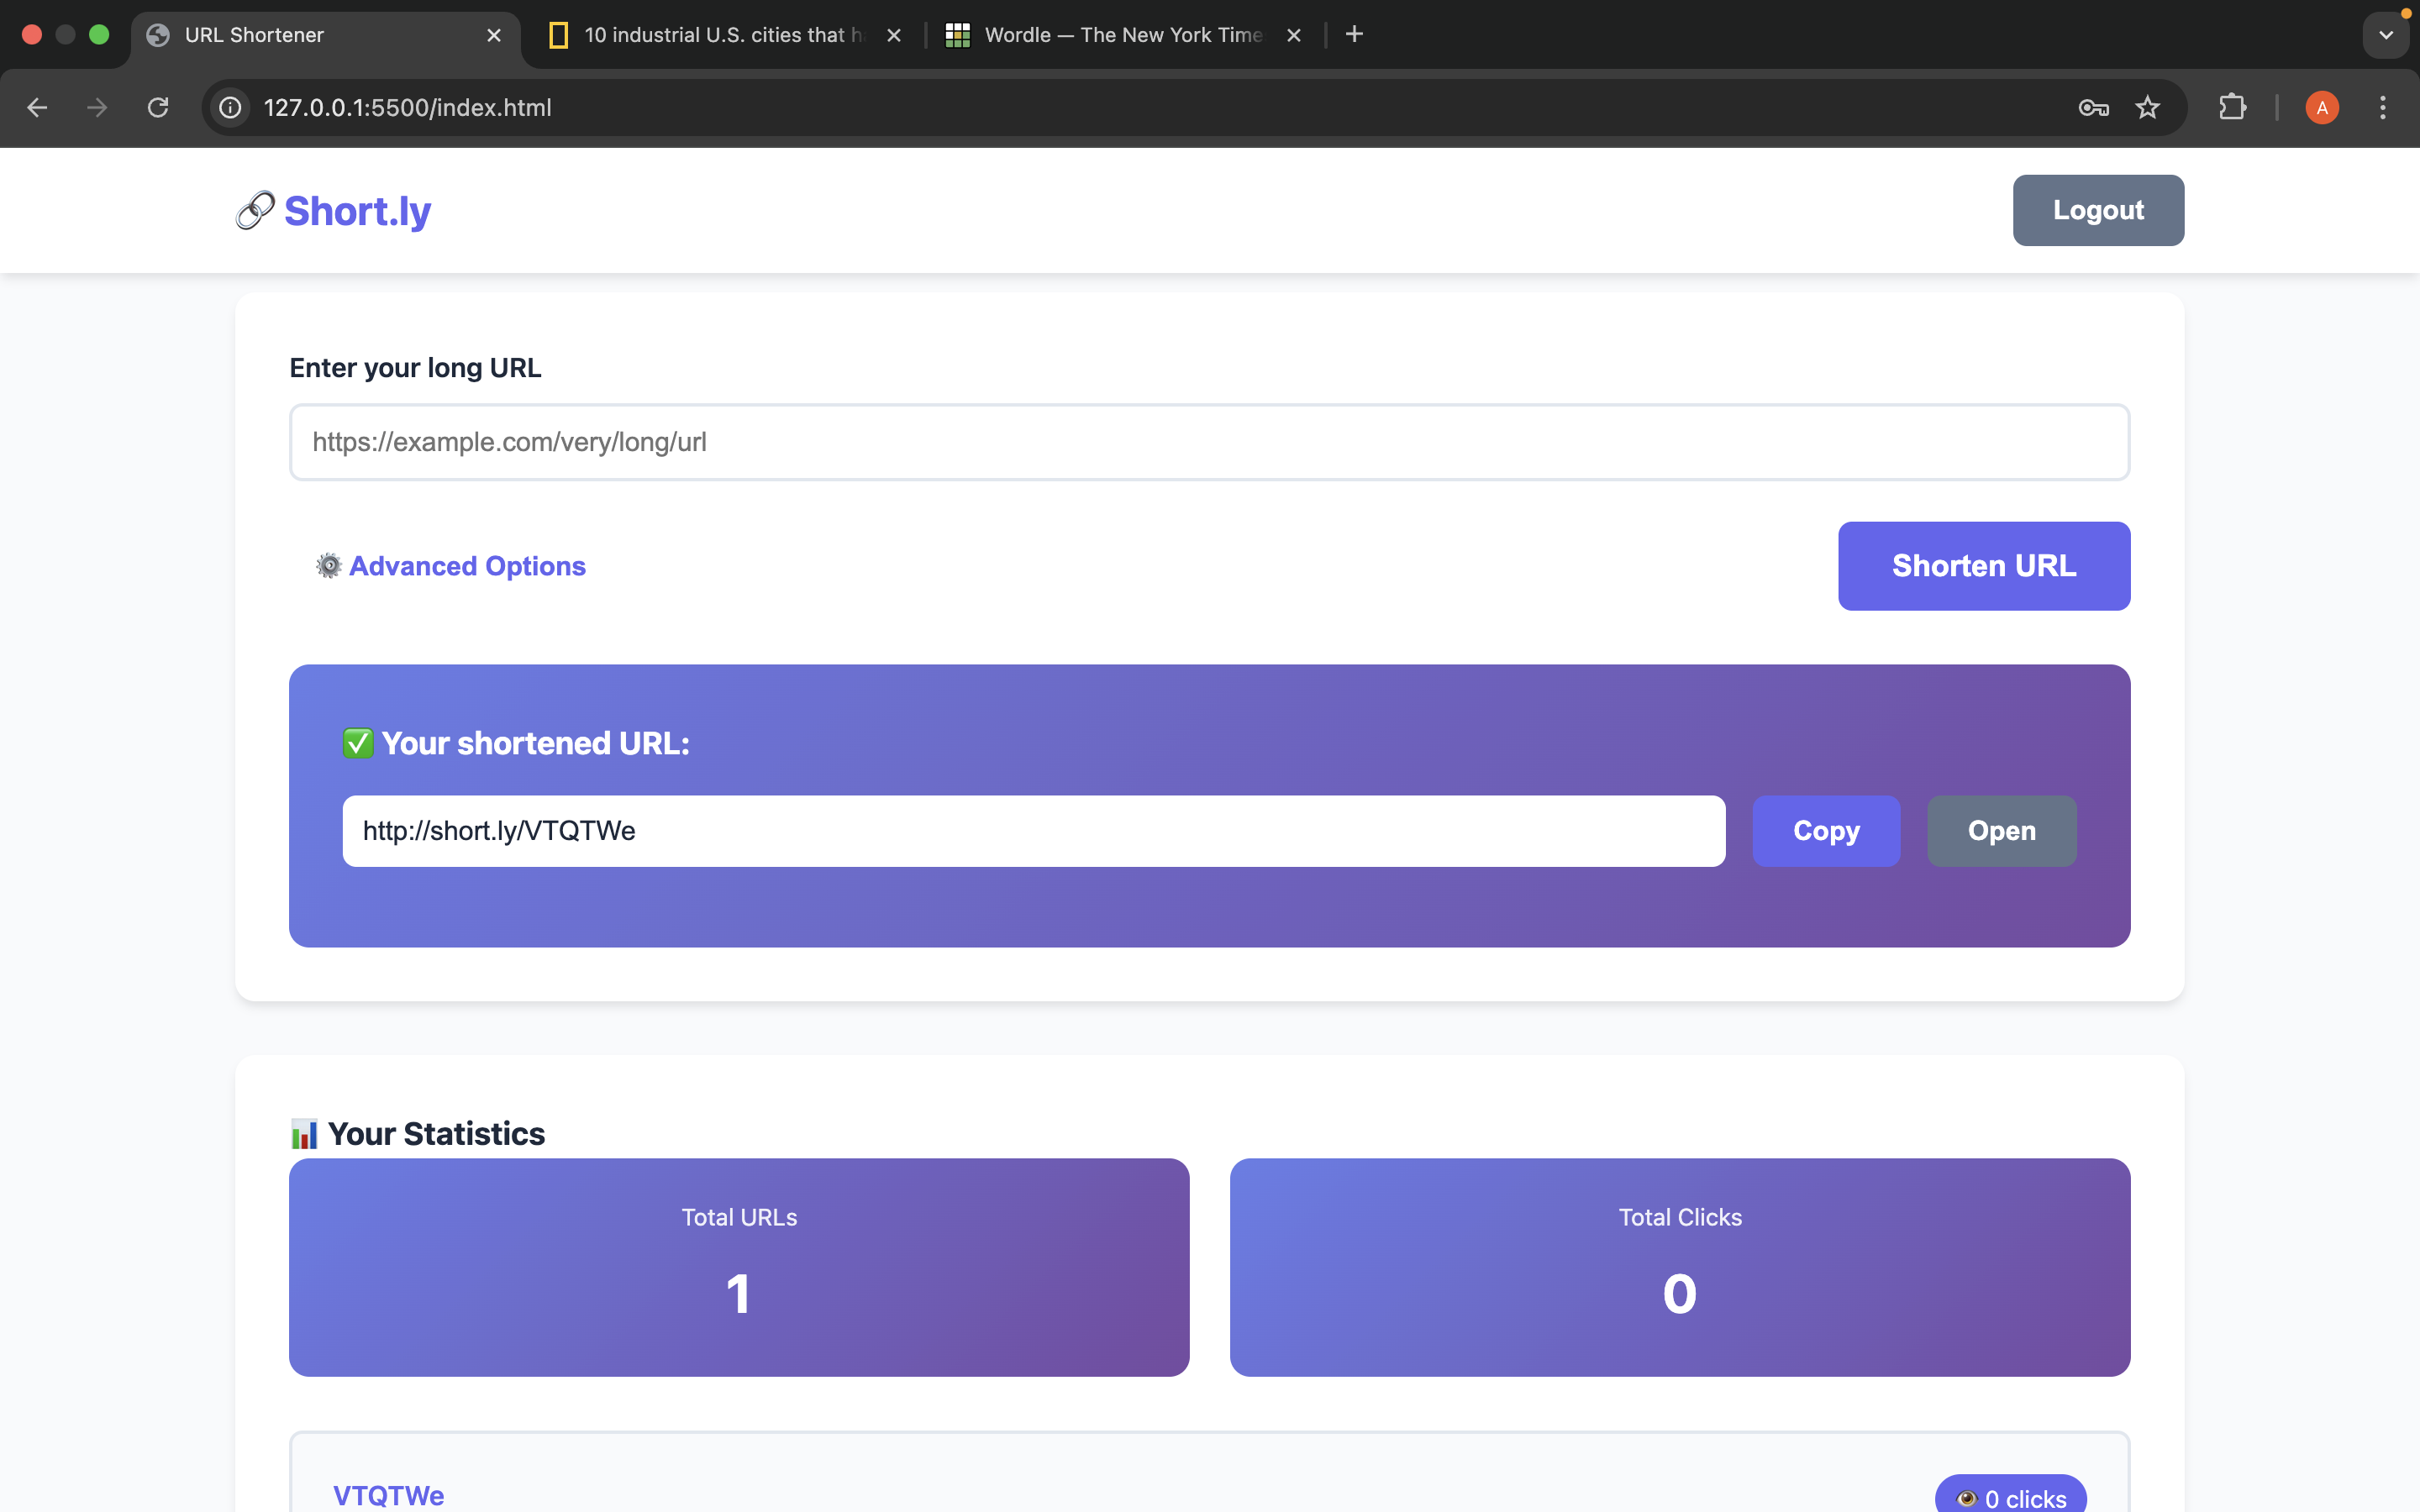 URL Shortener
10 industrial U.S. cities that h
Wordle — The New York Time
127.0.0.1:5500/index.html
A
Short.ly
Logout
Enter your long URL
https://example.com/very/long/url
Advanced Options
Shorten URL
Your shortened URL:
http://short.ly/VTQTWe
Copy
Open
Your Statistics
Total URLs
Total Clicks
1
0
VTQTWe
0 clicks